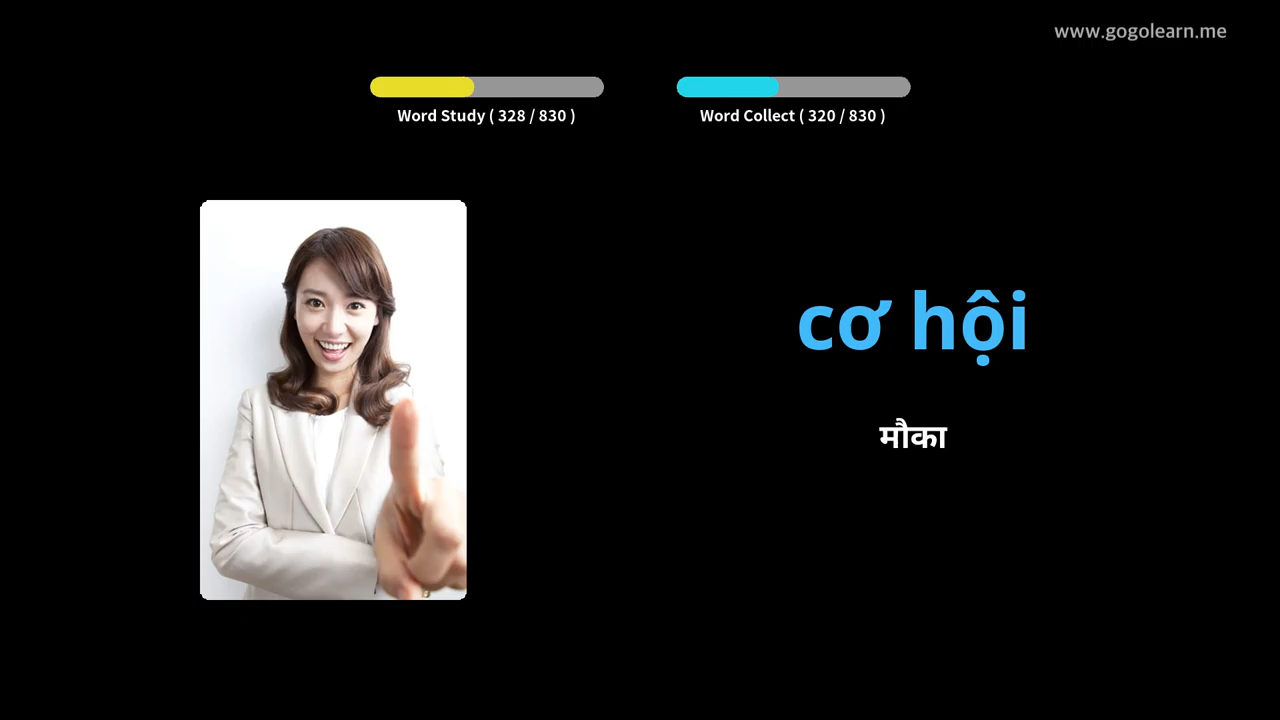 www.gogolearn.me
Word Study ( 328 / 830 )
Word Collect ( 320 / 830 )
cơ hội
मौका